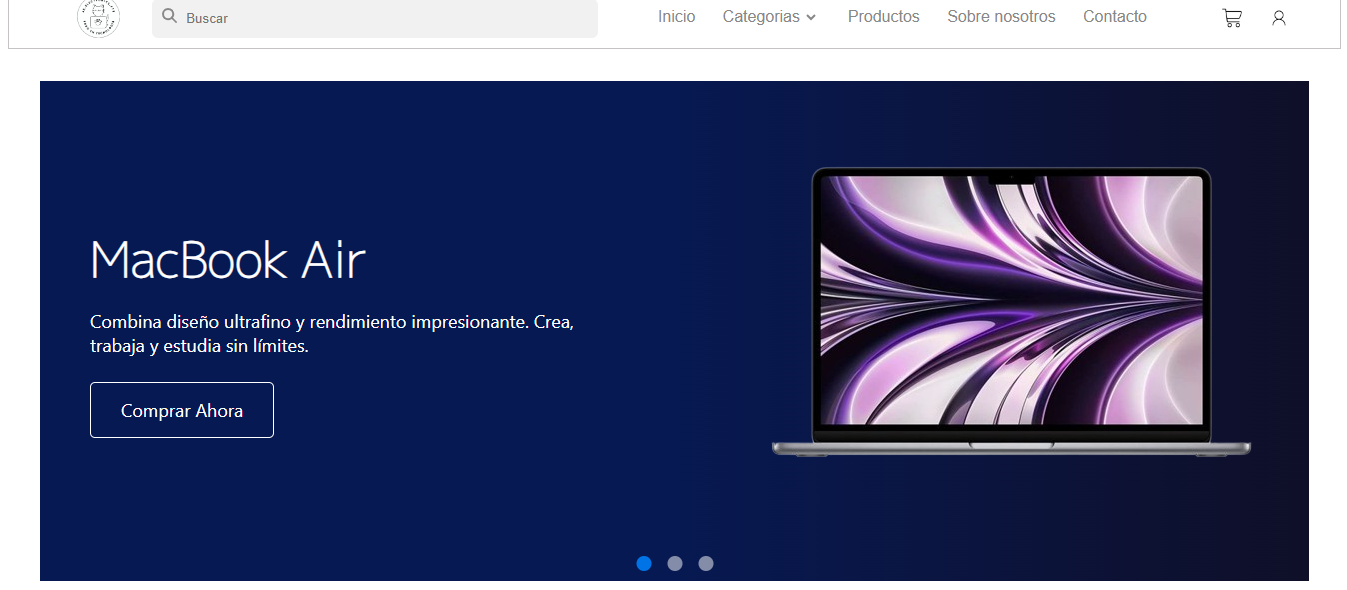 Buscar
Inicio
Categorias
Productos
Sobre nosotros
Contacto
MacBook Air
Combina diseño ultrafino y rendimiento impresionante. Crea,
trabaja y estudia sin límites.
Comprar Ahora